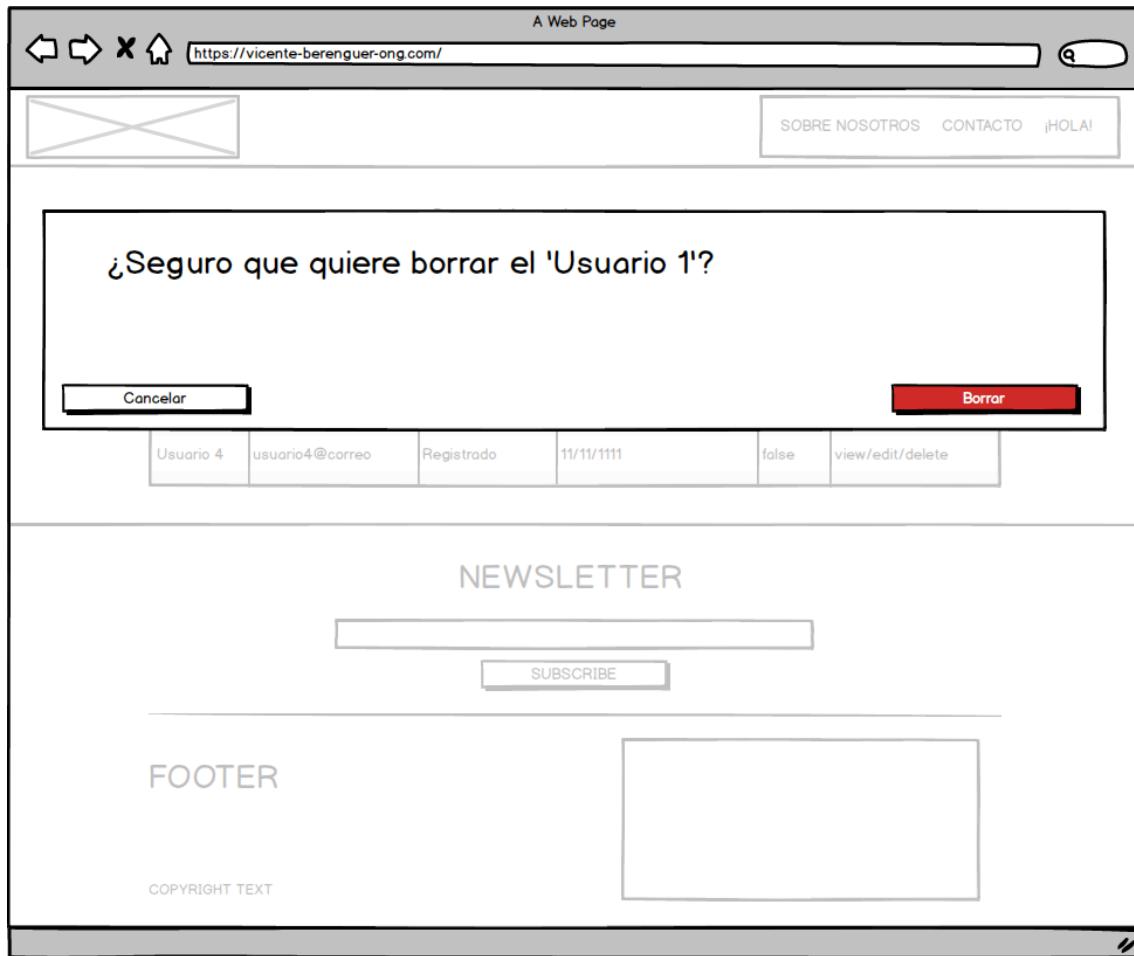 A Web Page
https://vicente-berenguer-ong.com/
SOBRE NOSOTROS CONTACTO ¡HOLA!
¿Seguro que quiere borrar el 'Usuario 1'?
Cancelar Borrar
Usuario 4 usuario4@correo Registrado 11/11/1111 false view/edit/delete
NEWSLETTER
SUBSCRIBE
FOOTER
COPYRIGHT TEXT